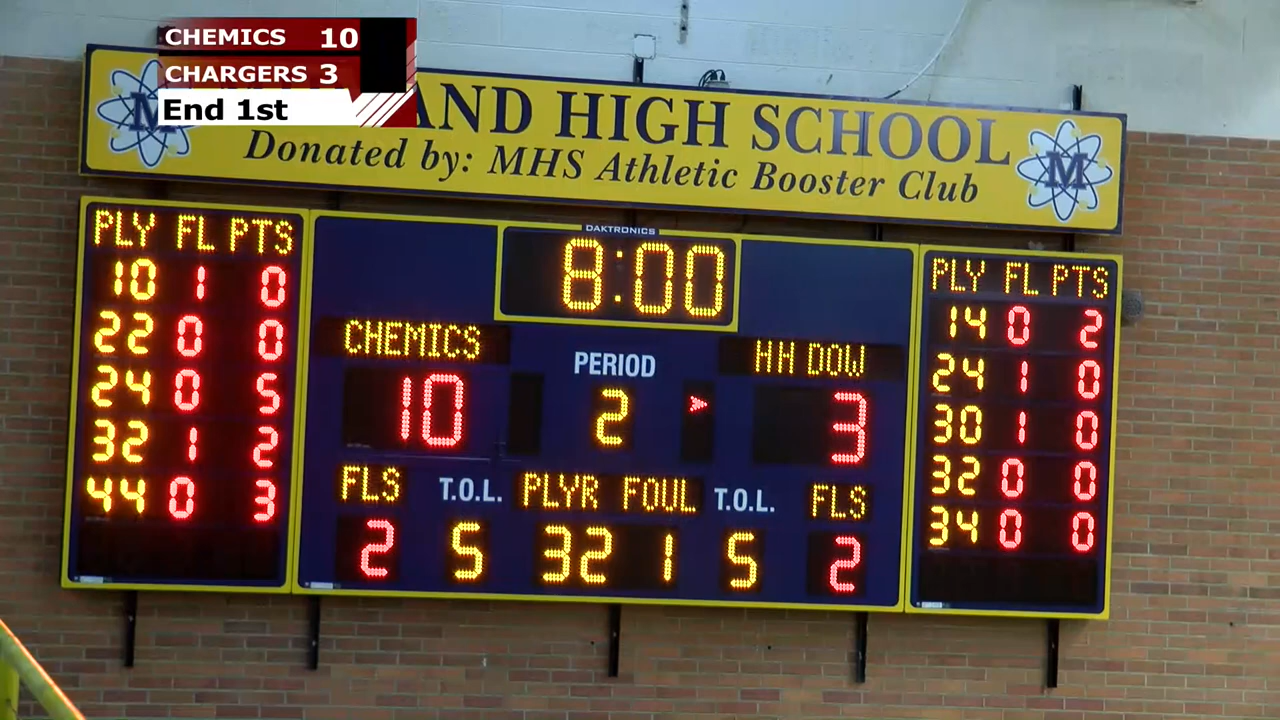 CHEMICS 10
CHARGERS 3
End 1st
AND HIGH SCHOOL
Donated by: MHS Athletic Booster Club
M
M
DAKTRONICS
8:00
PLY FL PTS
10 1 0
22 0 0
24 0 5
32 1 2
44 0 3
CHEMICS
10
PERIOD
2
HH DOW
3
FLS
2
T.O.L.
5
PLYR FOUL
32 1
T.O.L.
5
FLS
2
PLY FL PTS
14 0 2
24 1 0
30 1 0
32 0 0
34 0 0